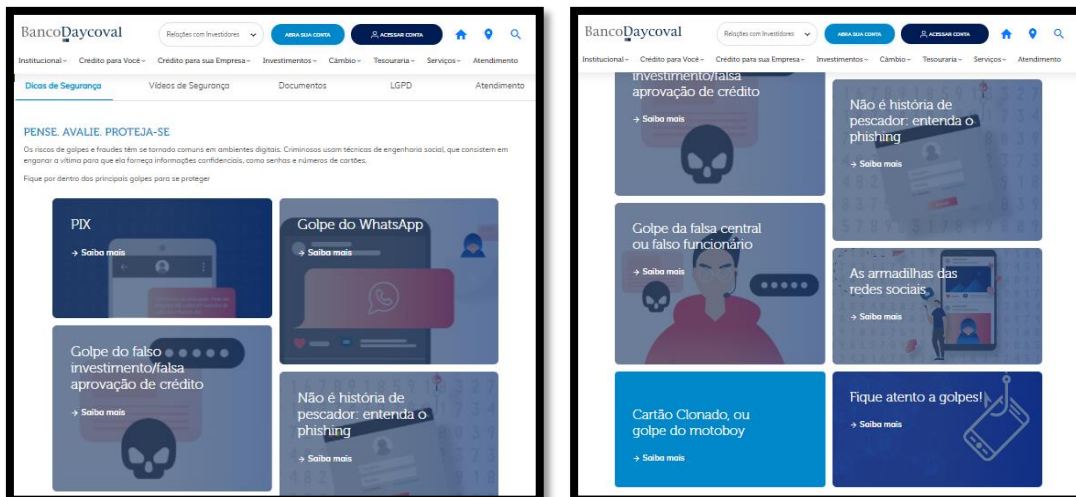 BancoDaycoval
Relações com Investidores
ABRA SUA CONTA
ACESSAR CONTA
Institucional
Crédito para Você
Crédito para sua Empresa
Investimentos
Câmbio
Tesouraria
Serviços
Atendimento
Dicas de Segurança
Vídeos de Segurança
Documentos
LGPD
Atendimento
PENSE. AVALIE. PROTEJA-SE
Os riscos de golpes e fraudes têm se tornado comuns em ambientes digitais. Criminosos usam técnicas de engenharia social, que consistem em
enganar a vítima para que ela forneça informações confidenciais, como senhas e números de cartões.
Fique por dentro dos principais golpes para se proteger
PIX
→ Saiba mais
Golpe do WhatsApp
→ Saiba mais
Golpe do falso
investimento/falsa
aprovação de crédito
→ Saiba mais
Não é história de
pescador: entenda o
phishing
→ Saiba mais
BancoDaycoval
Relações com Investidores
ABRA SUA CONTA
ACESSAR CONTA
Institucional
Crédito para Você
Crédito para sua Empresa
Investimentos
Câmbio
Tesouraria
Serviços
Atendimento
investimento/falsa
aprovação de crédito
→ Saiba mais
Não é história de
pescador: entenda o
phishing
→ Saiba mais
Golpe da falsa central
ou falso funcionário
→ Saiba mais
As armadilhas das
redes sociais
→ Saiba mais
Cartão Clonado, ou
golpe do motoboy
→ Saiba mais
Fique atento a golpes!
→ Saiba mais